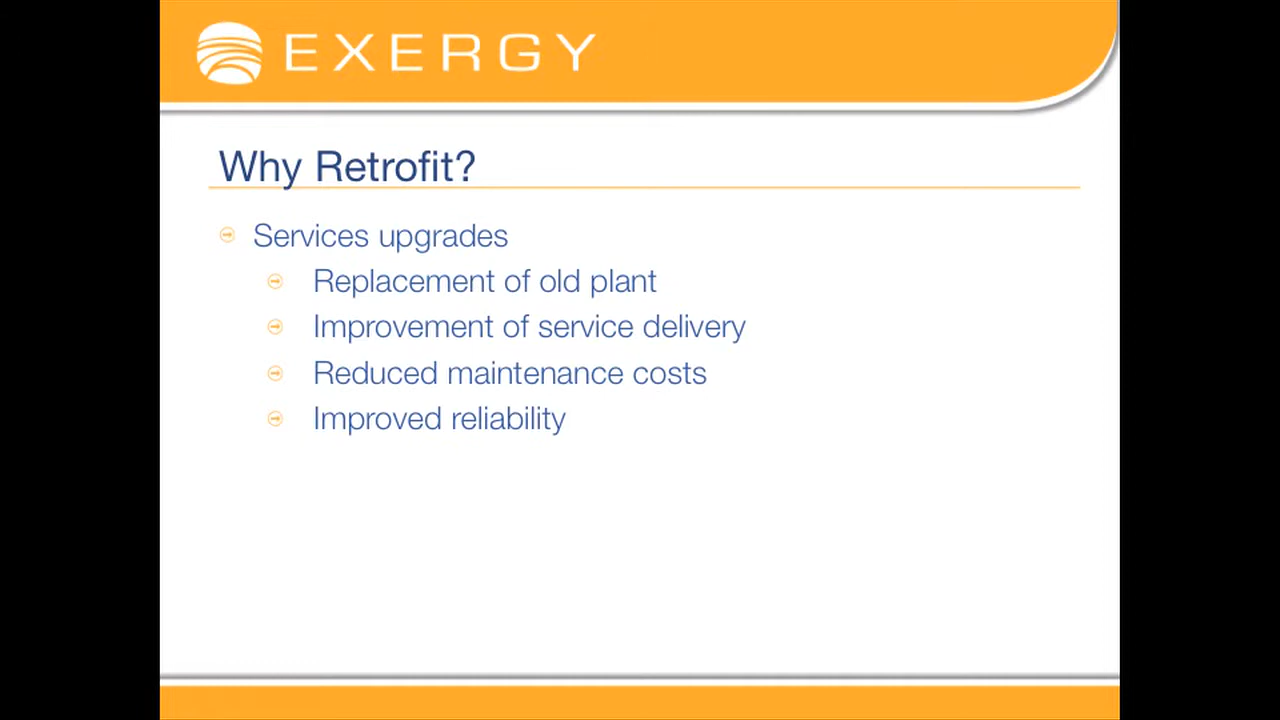 EXERGY
Why Retrofit?
Services upgrades
Replacement of old plant
Improvement of service delivery
Reduced maintenance costs
Improved reliability